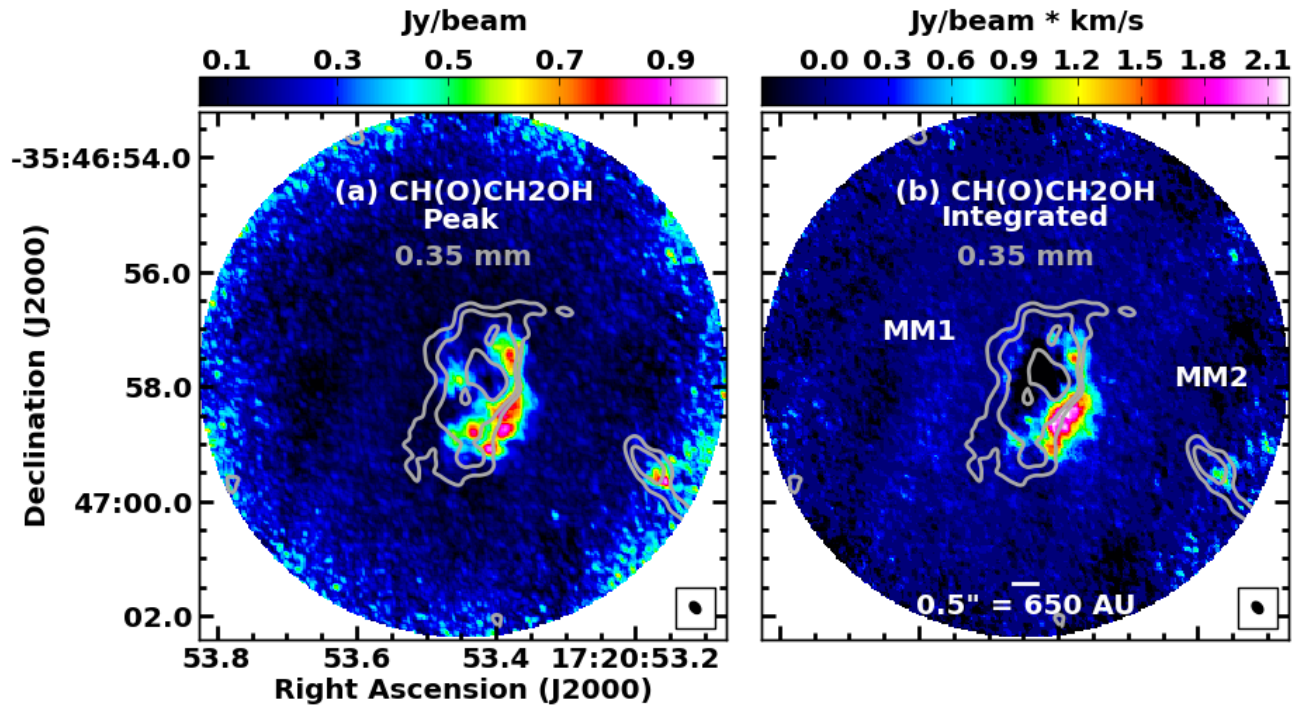 Jy/beam
0.1 0.3 0.5 0.7 0.9
Jy/beam * km/s
0.0 0.3 0.6 0.9 1.2 1.5 1.8 2.1
Declination (J2000)
-35:46:54.0
56.0
58.0
47:00.0
02.0
(a) CH(O)CH2OH
Peak
0.35 mm
(b) CH(O)CH2OH
Integrated
0.35 mm
MM1
MM2
0.5" = 650 AU
53.8 53.6 53.4 17:20:53.2
Right Ascension (J2000)